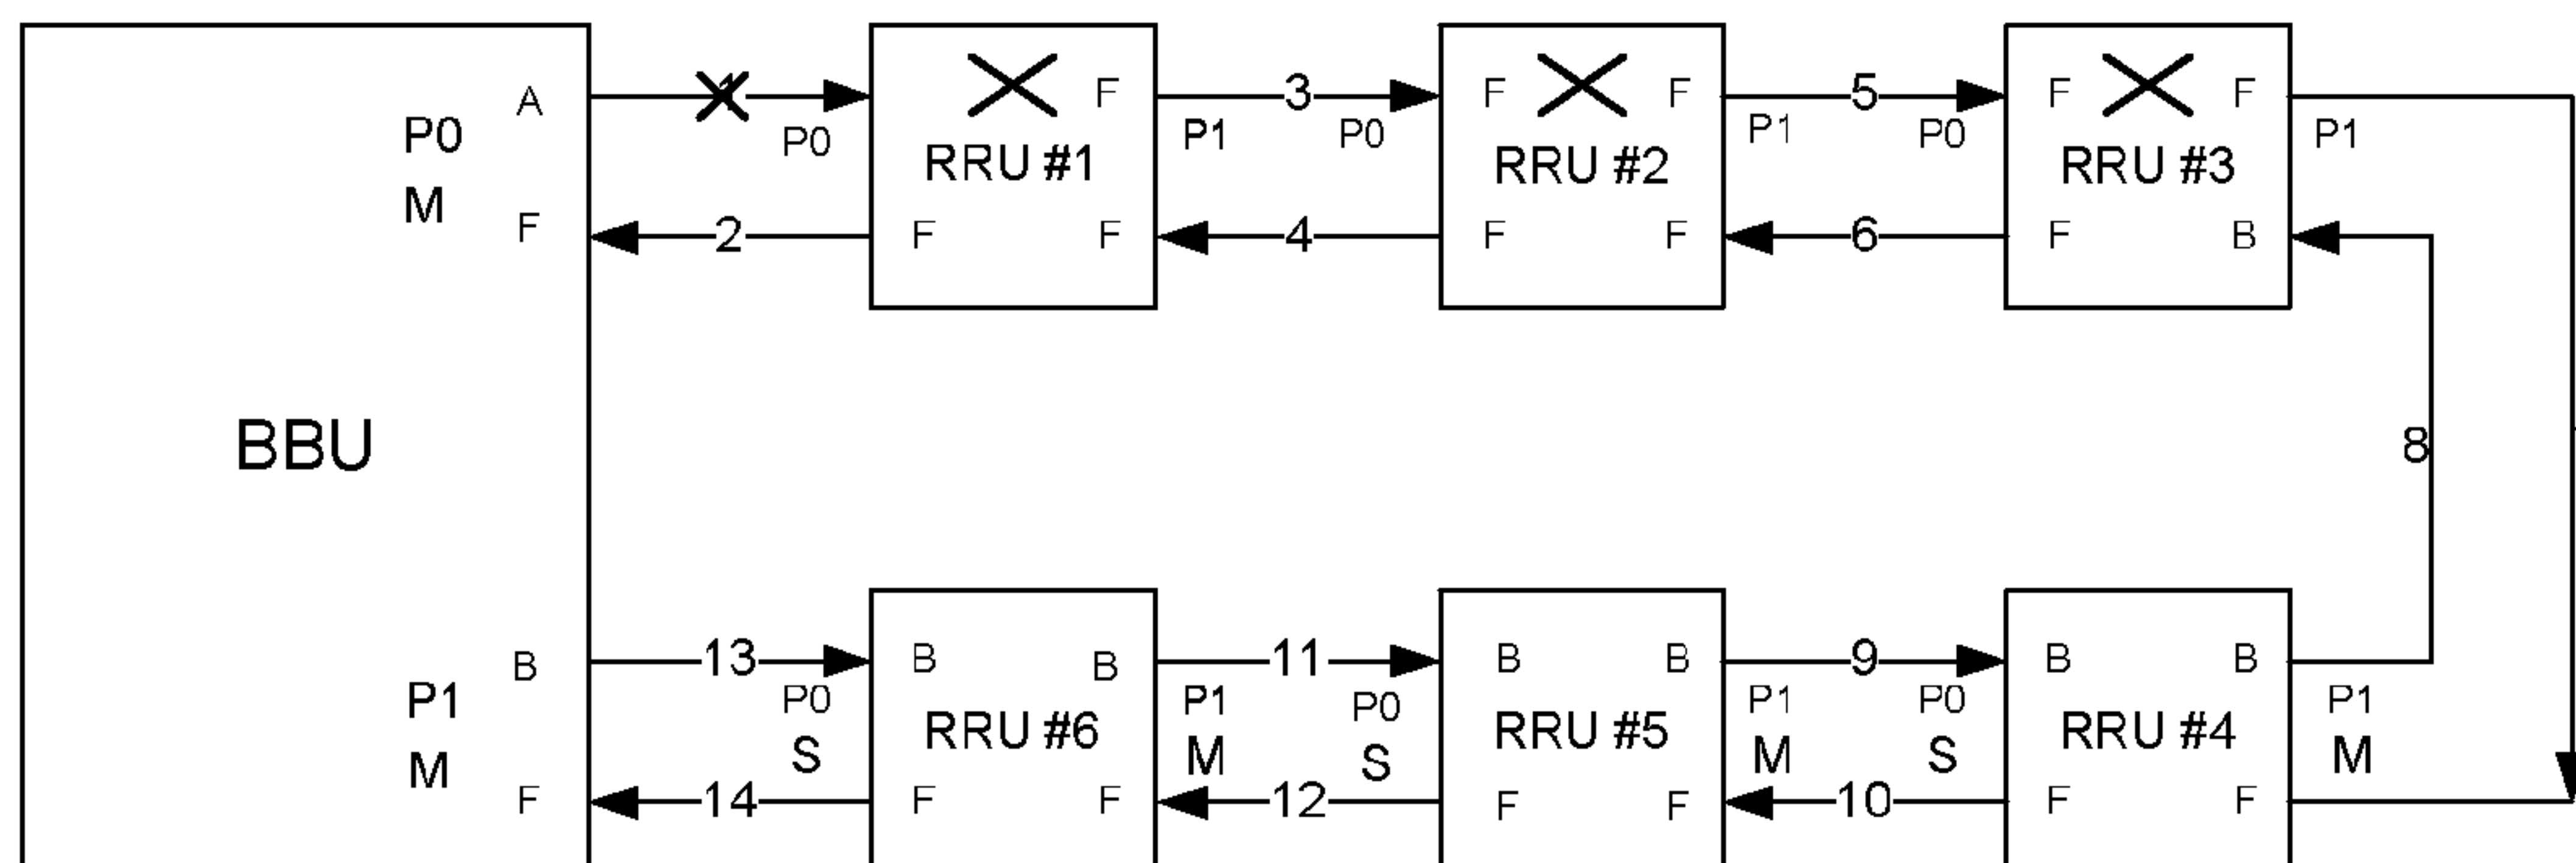 A 1 F F 3 F F 5 F F
P0 P0 P1 P0 P1 P0 P1
RRU #1 RRU #2 RRU #3
M
F 2 F F 4 F F 6 F B
BBU 8
B 13 B B 11 B B 9 B B
P1 P0 P1 P0 P1 P0 P1
RRU #6 RRU #5 RRU #4
M S M S M S M
F 14 F F 12 F F 10 F F